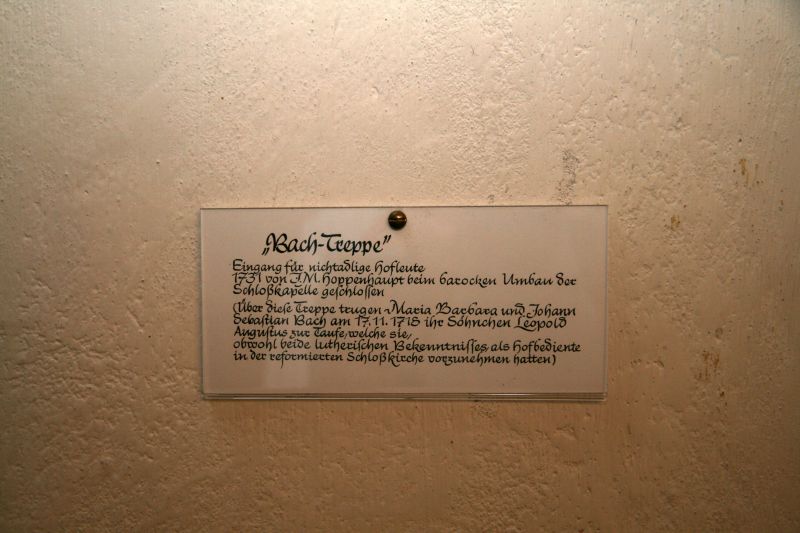 „Bach-Treppe”
Eingang für nichtadlige Hofleute
1731 von J.M. Hoppenhaupt beim barocken Umbau der
Schloßkapelle geschlossen
(Über diese Treppe trugen Maria Barbara und Johann
Sebastian Bach am 17.11.1718 ihr Söhnchen Leopold
Augustus zur Taufe, welche sie,
obwohl beide lutherischen Bekenntnisses, als Hofbediente
in der reformierten Schloßkirche vorzunehmen hatten)